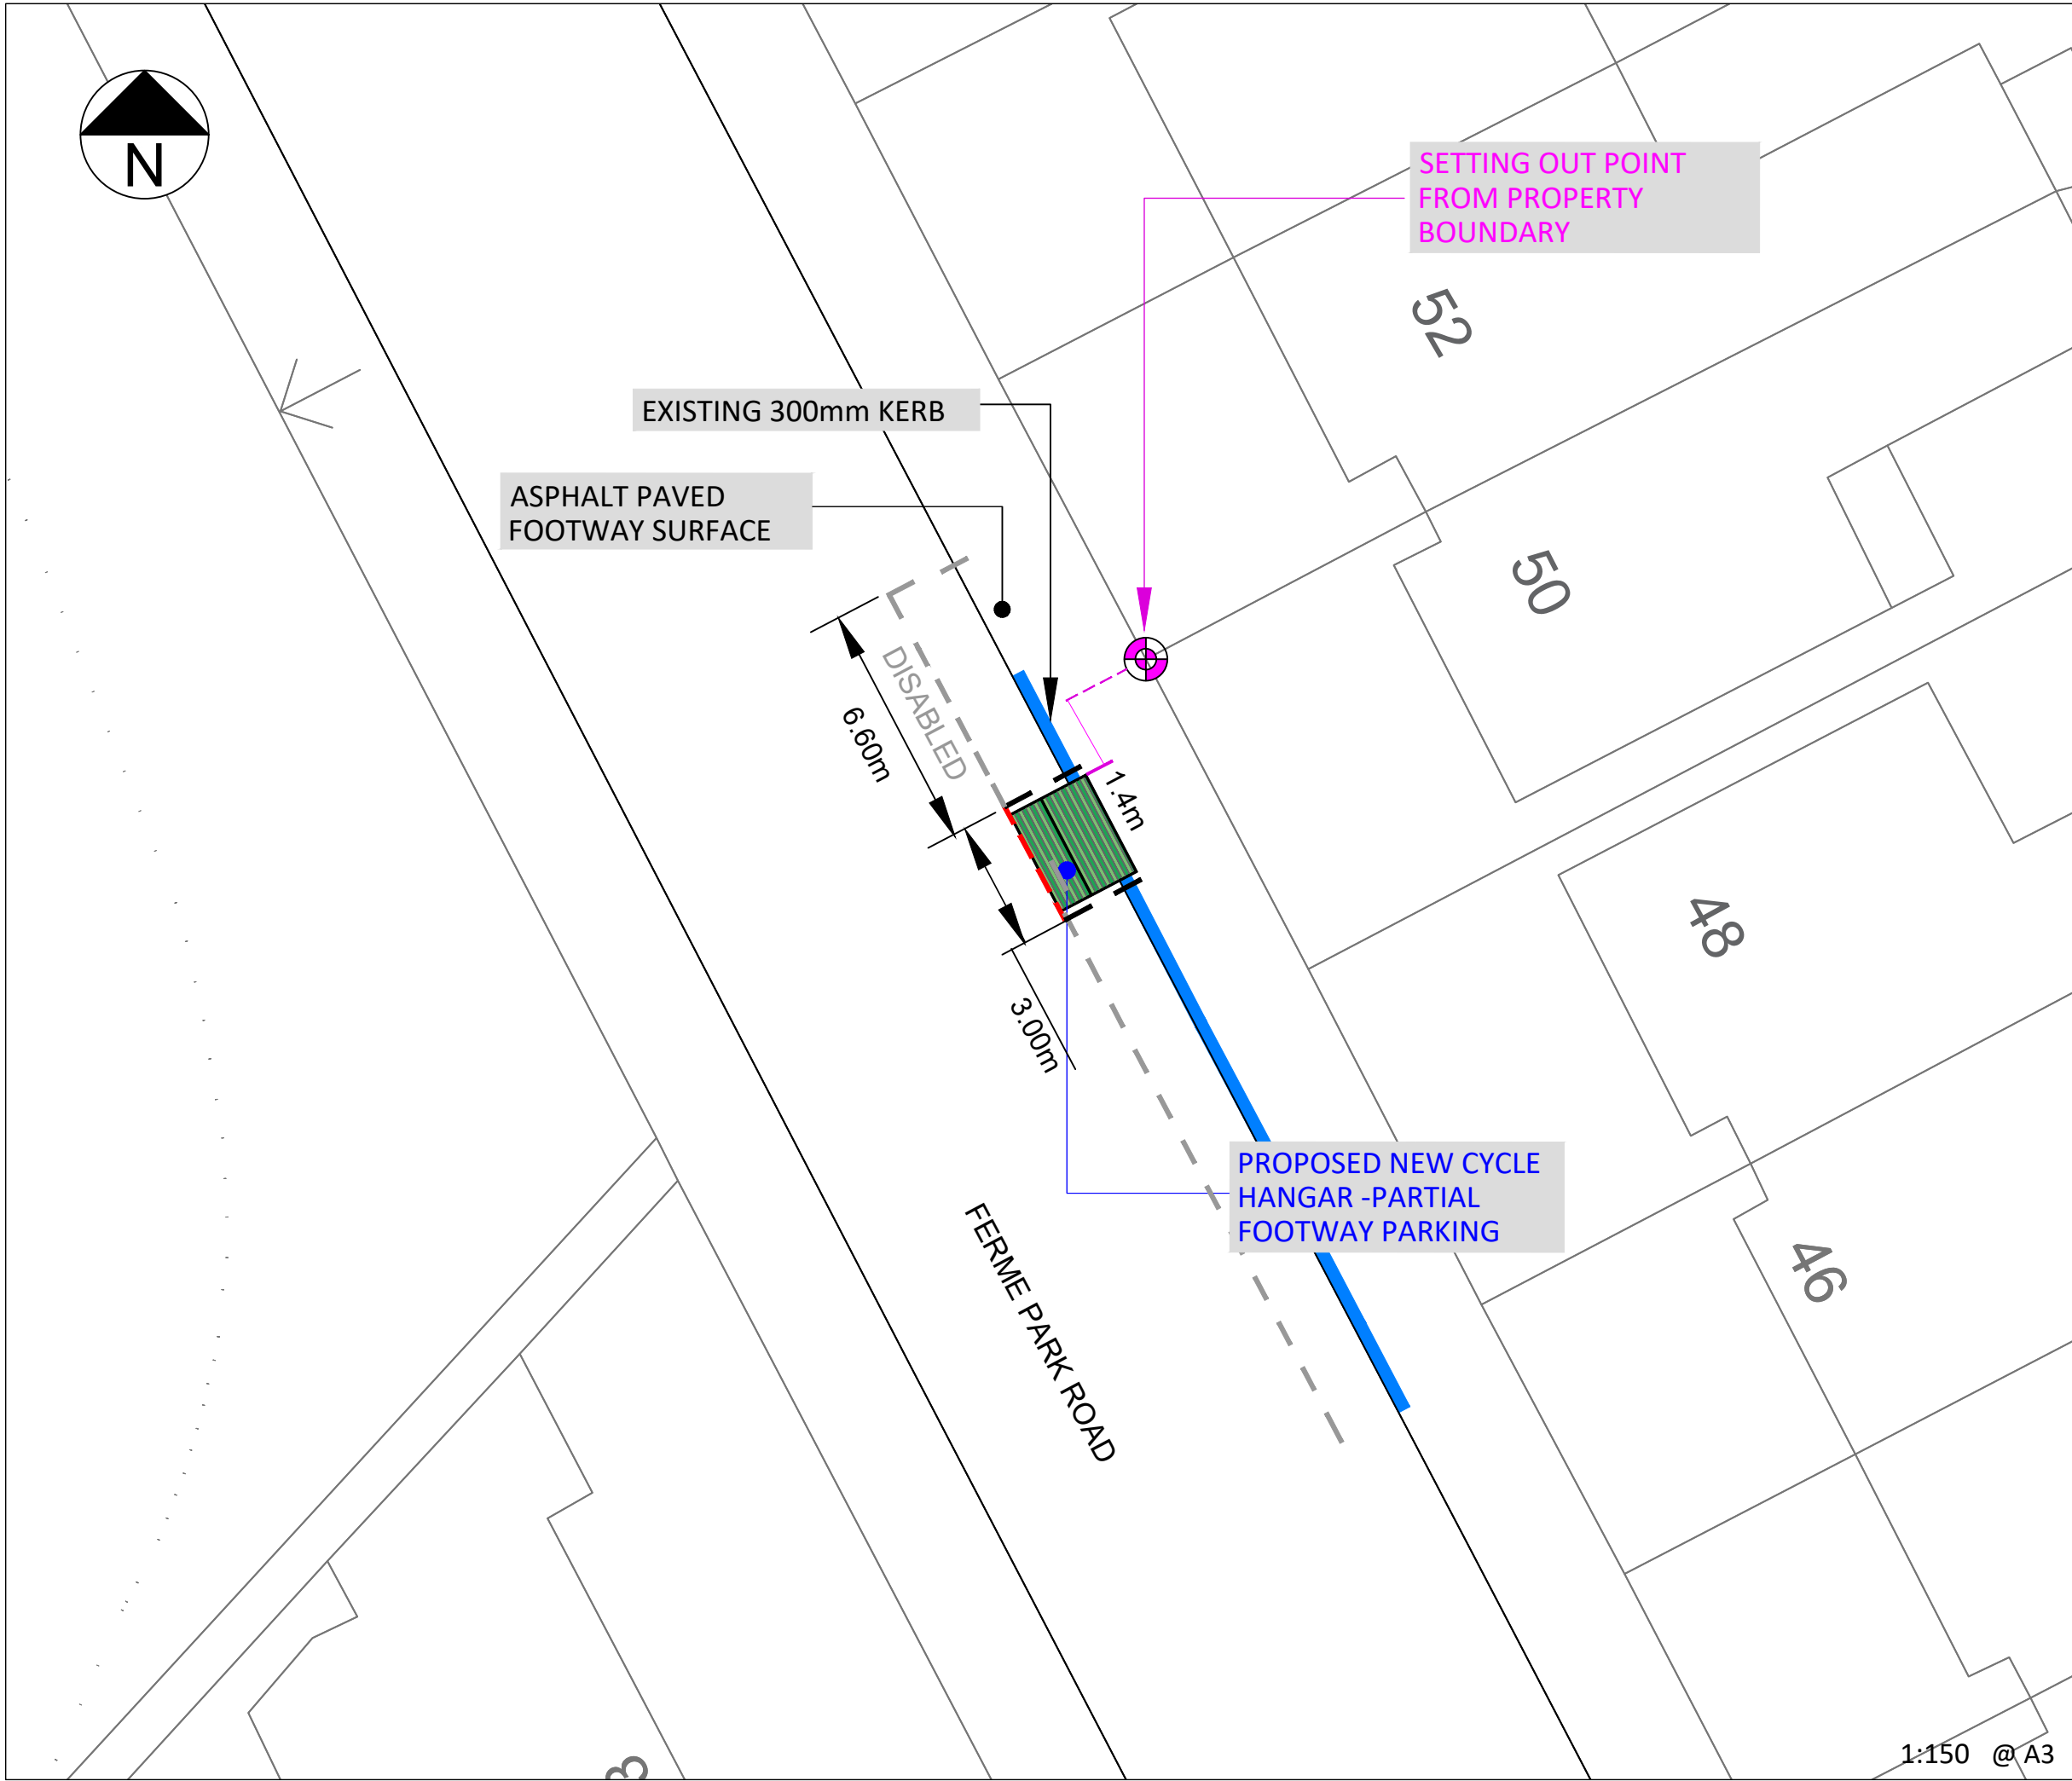 N
SETTING OUT POINT
FROM PROPERTY
BOUNDARY
52
EXISTING 300mm KERB
ASPHALT PAVED
FOOTWAY SURFACE
50
DISABLED
6.60m
1.4m
48
3.00m
PROPOSED NEW CYCLE
HANGAR -PARTIAL
FOOTWAY PARKING
FERME PARK ROAD
46
1:150 @ A3